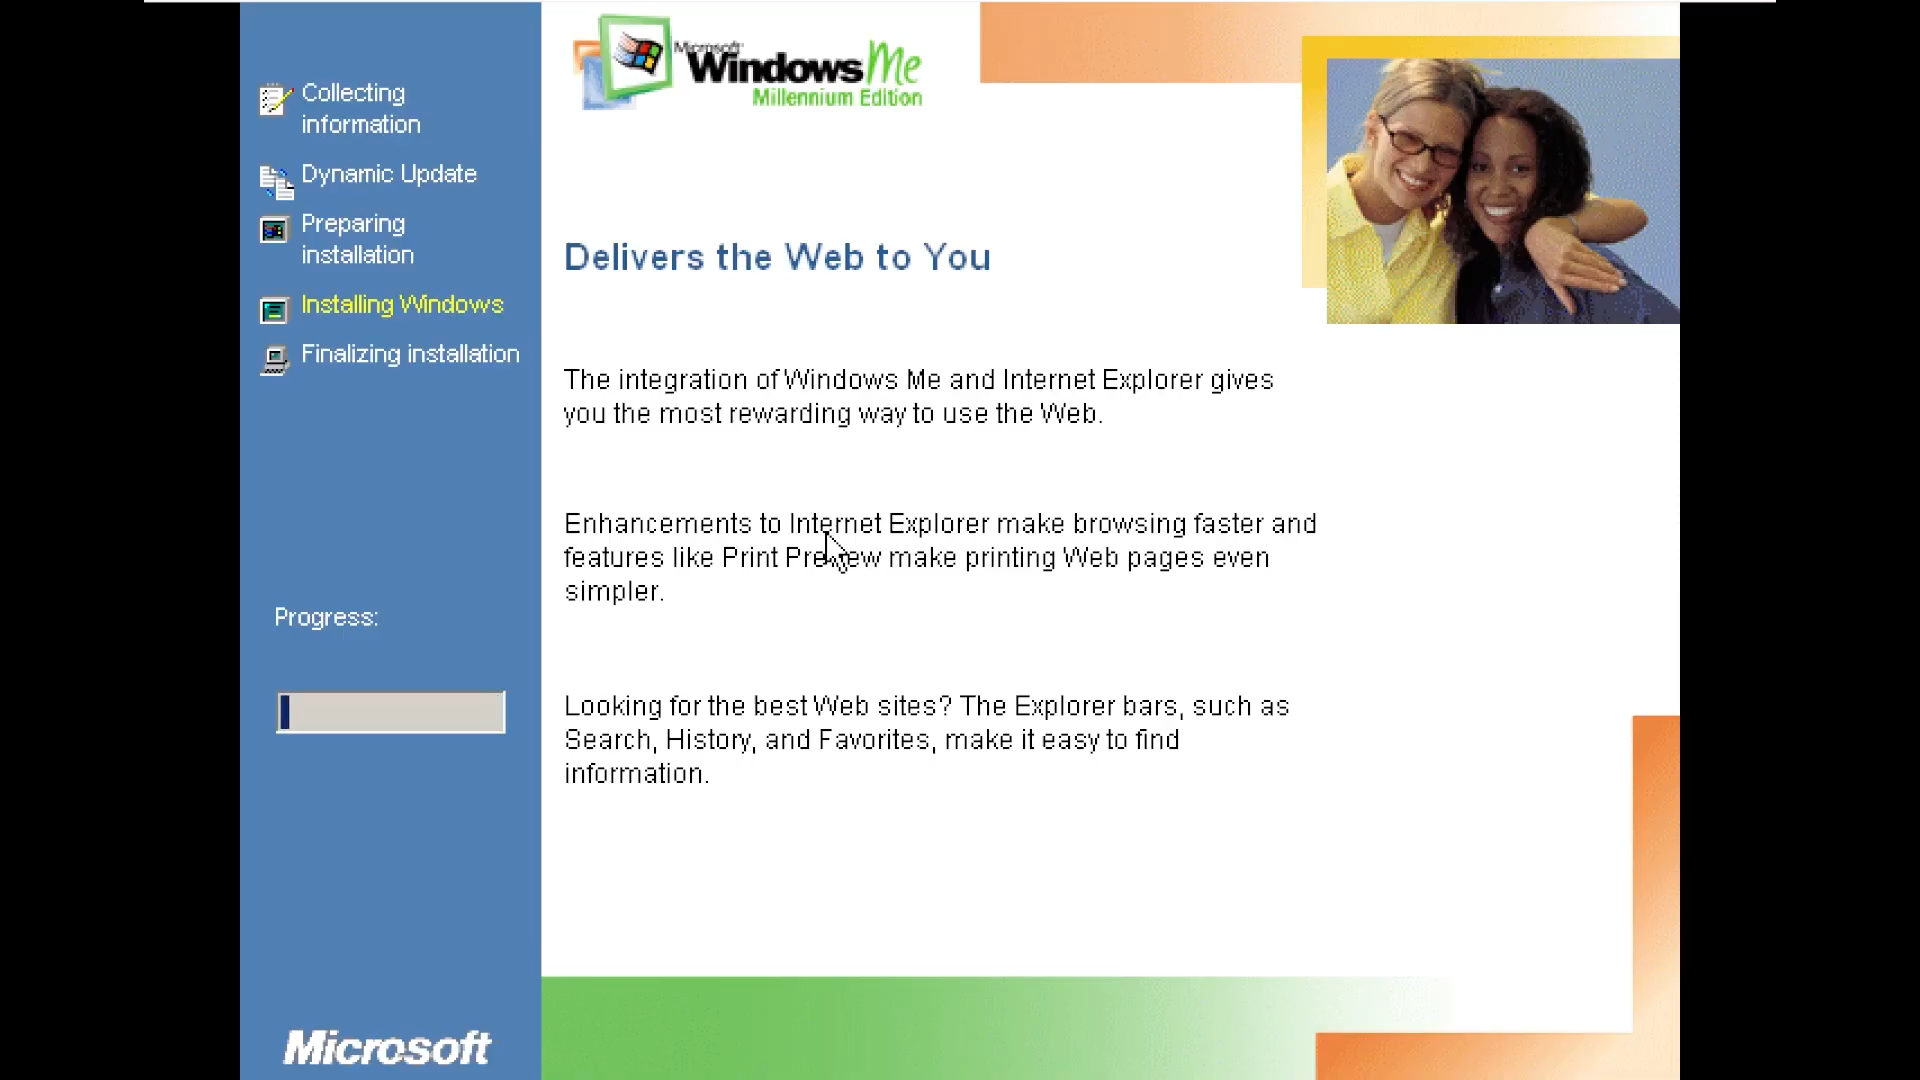 Collecting
information
Dynamic Update
Preparing
installation
Installing Windows
Finalizing installation
Progress:
Microsoft
Microsoft
Windows Me
Millennium Edition
Delivers the Web to You
The integration of Windows Me and Internet Explorer gives
you the most rewarding way to use the Web.
Enhancements to Internet Explorer make browsing faster and
features like Print Preview make printing Web pages even
simpler.
Looking for the best Web sites? The Explorer bars, such as
Search, History, and Favorites, make it easy to find
information.